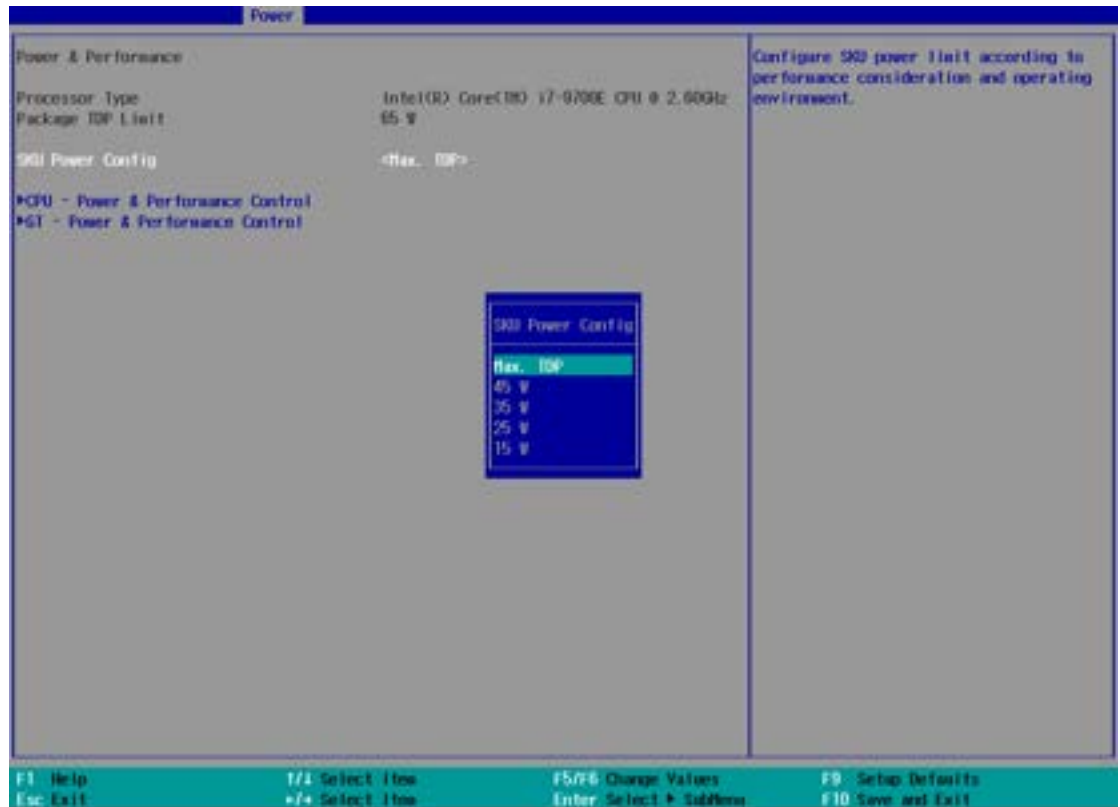 Power
Power & Performance
Processor Type Intel(R) Core(TM) i7-9700E CPU @ 2.60GHz
Package TDP Limit 65 W
SKU Power Config <Max. TDP>
▶CPU - Power & Performance Control
▶GT - Power & Performance Control
Configure SKU power limit according to
performance consideration and operating
environment.
SKU Power Config
Max. TDP
45 W
35 W
25 W
15 W
F1 Help ↑/↓ Select Item F5/F6 Change Values F9 Setup Defaults
Esc Exit Select Item Enter Select ▶ SubMenu F10 Save and Exit